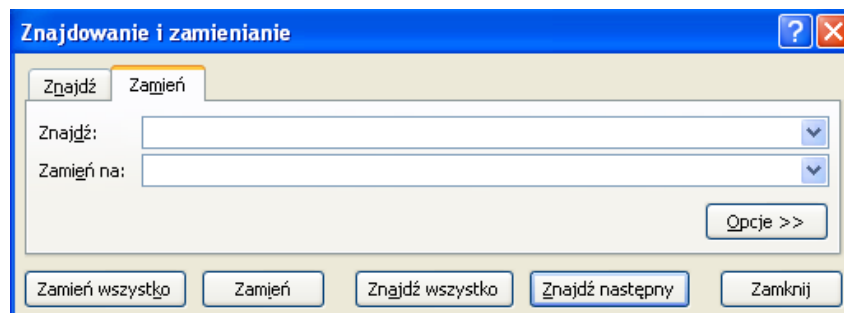 Znajdowanie i zamienianie
Znajdź Zamień
Znajdź:
Zamień na:
Opcje >>
Zamień wszystko Zamień Znajdź wszystko Znajdź następny Zamknij